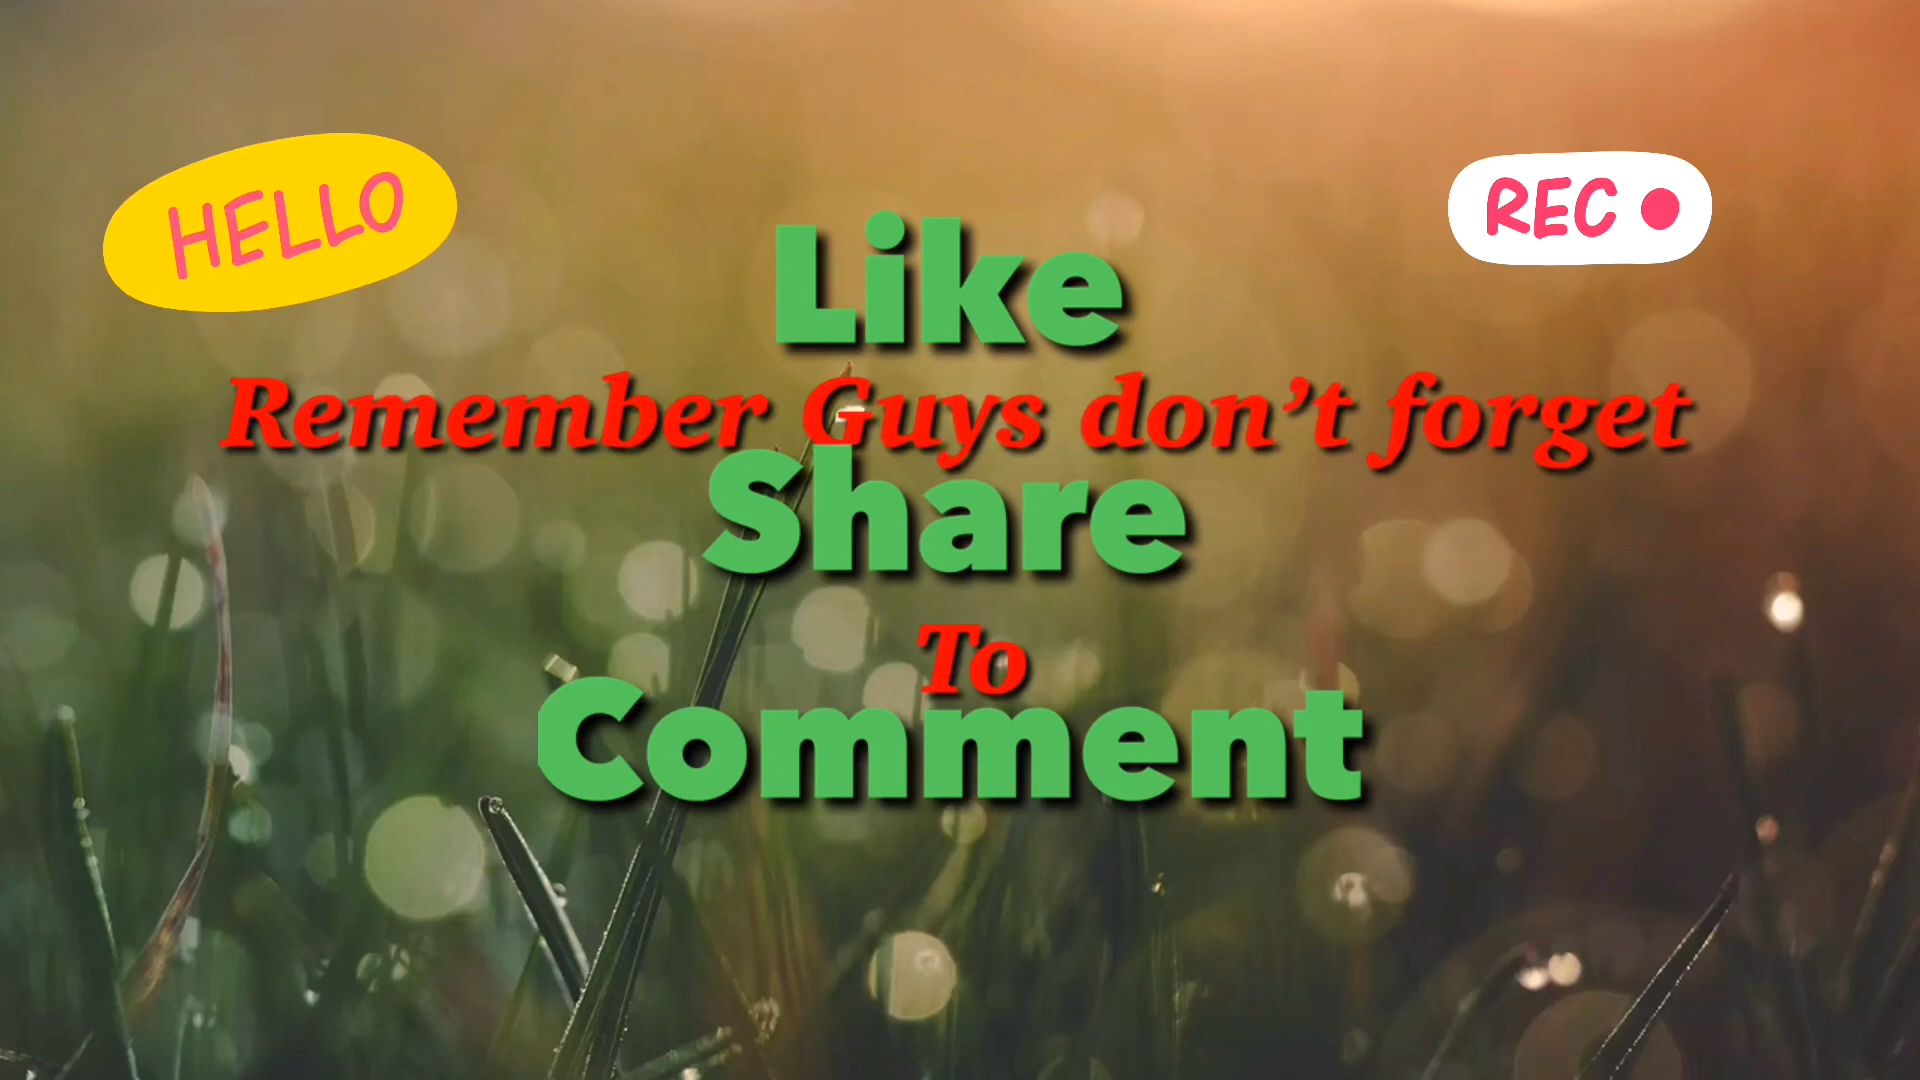 HELLO
REC
Like
Remember Guys don't forget
Share
To
Comment